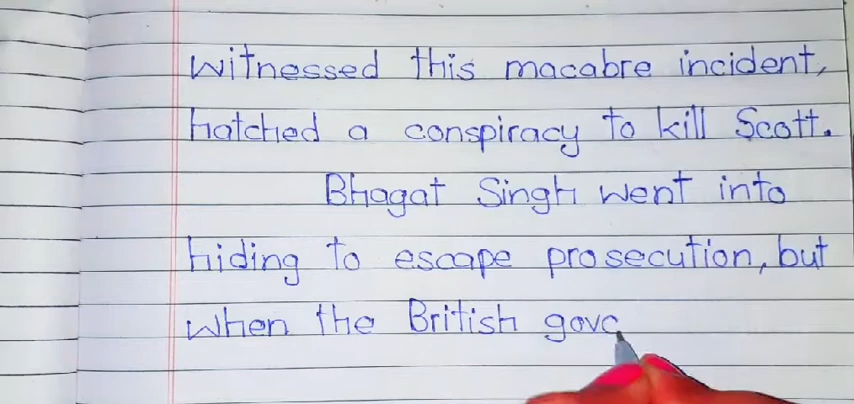 witnessed this macabre incident,
hatched a conspiracy to kill Scott.
Bhagat Singh went into
hiding to escape prosecution, but
when the British gove